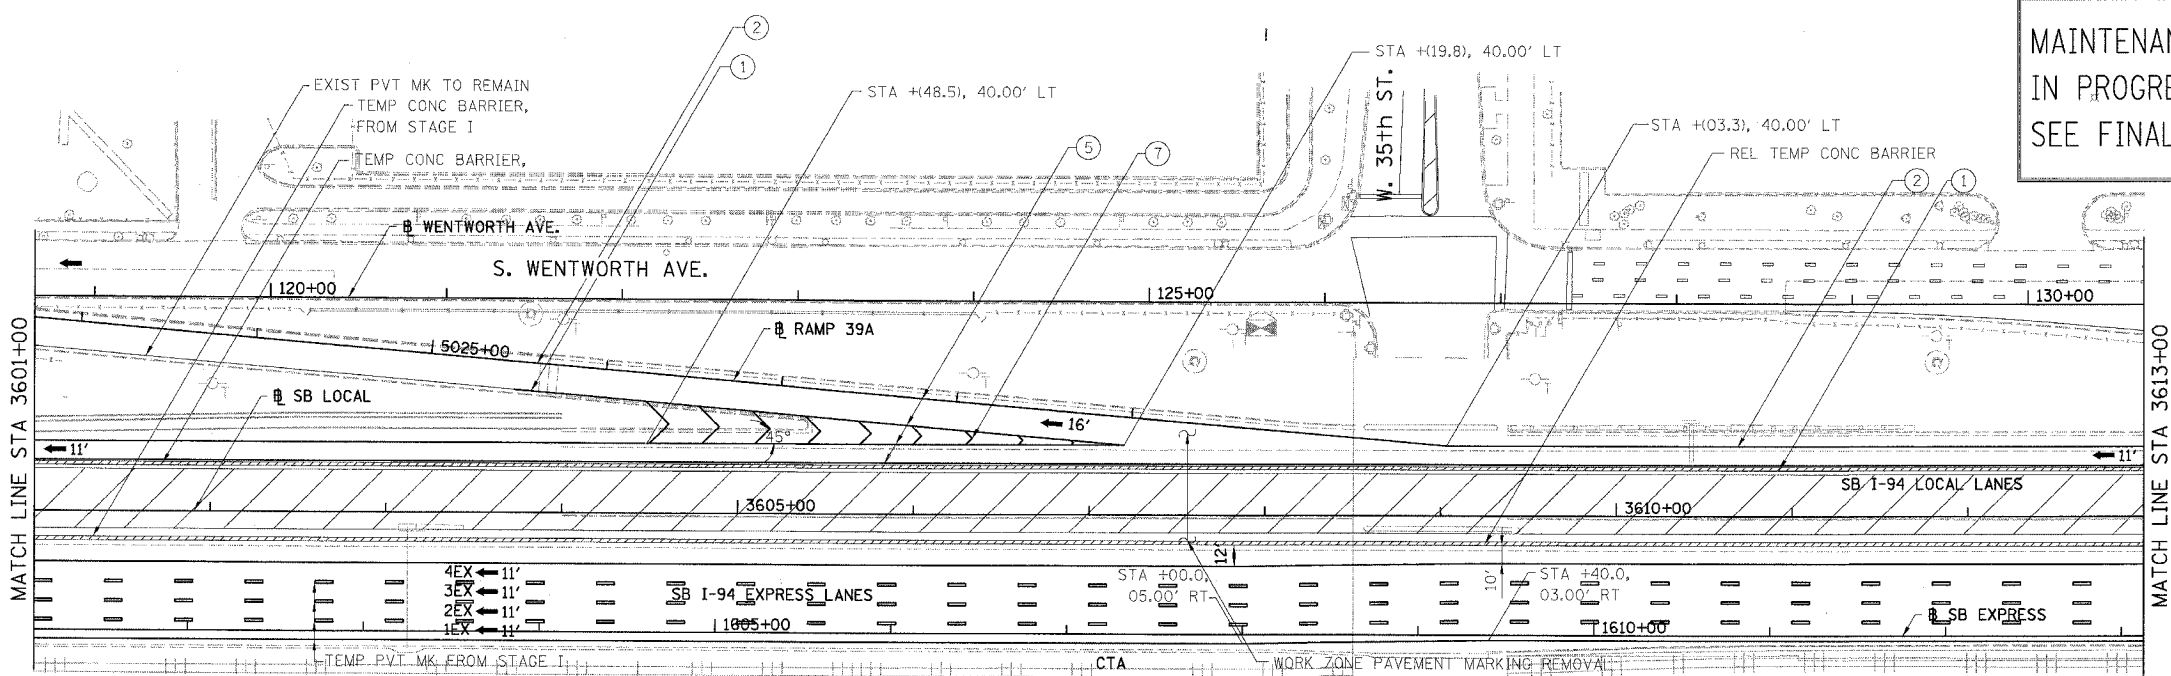 MAINTENAN
IN PROGRE
SEE FINAL
②
①
EXIST PVT MK TO REMAIN
TEMP CONC BARRIER,
FROM STAGE I
TEMP CONC BARRIER,
STA +(48.5), 40.00' LT
STA +(19.8), 40.00' LT
W. 35th ST.
⑤
⑦
STA +(03.3), 40.00' LT
REL TEMP CONC BARRIER
②
①
℄ WENTWORTH AVE.
S. WENTWORTH AVE.
120+00
125+00
130+00
℄ RAMP 39A
5025+00
℄ SB LOCAL
16'
45°
11'
11'
SB I-94 LOCAL LANES
3605+00
3610+00
MATCH LINE STA 3601+00
MATCH LINE STA 3613+00
12'
10'
4EX 11'
3EX 11'
2EX 11'
1EX 11'
SB I-94 EXPRESS LANES
STA +00.0,
05.00' RT
STA +40.0,
03.00' RT
1605+00
1610+00
℄ SB EXPRESS
TEMP PVT MK FROM STAGE I
CTA
WORK ZONE PAVEMENT MARKING REMOVAL